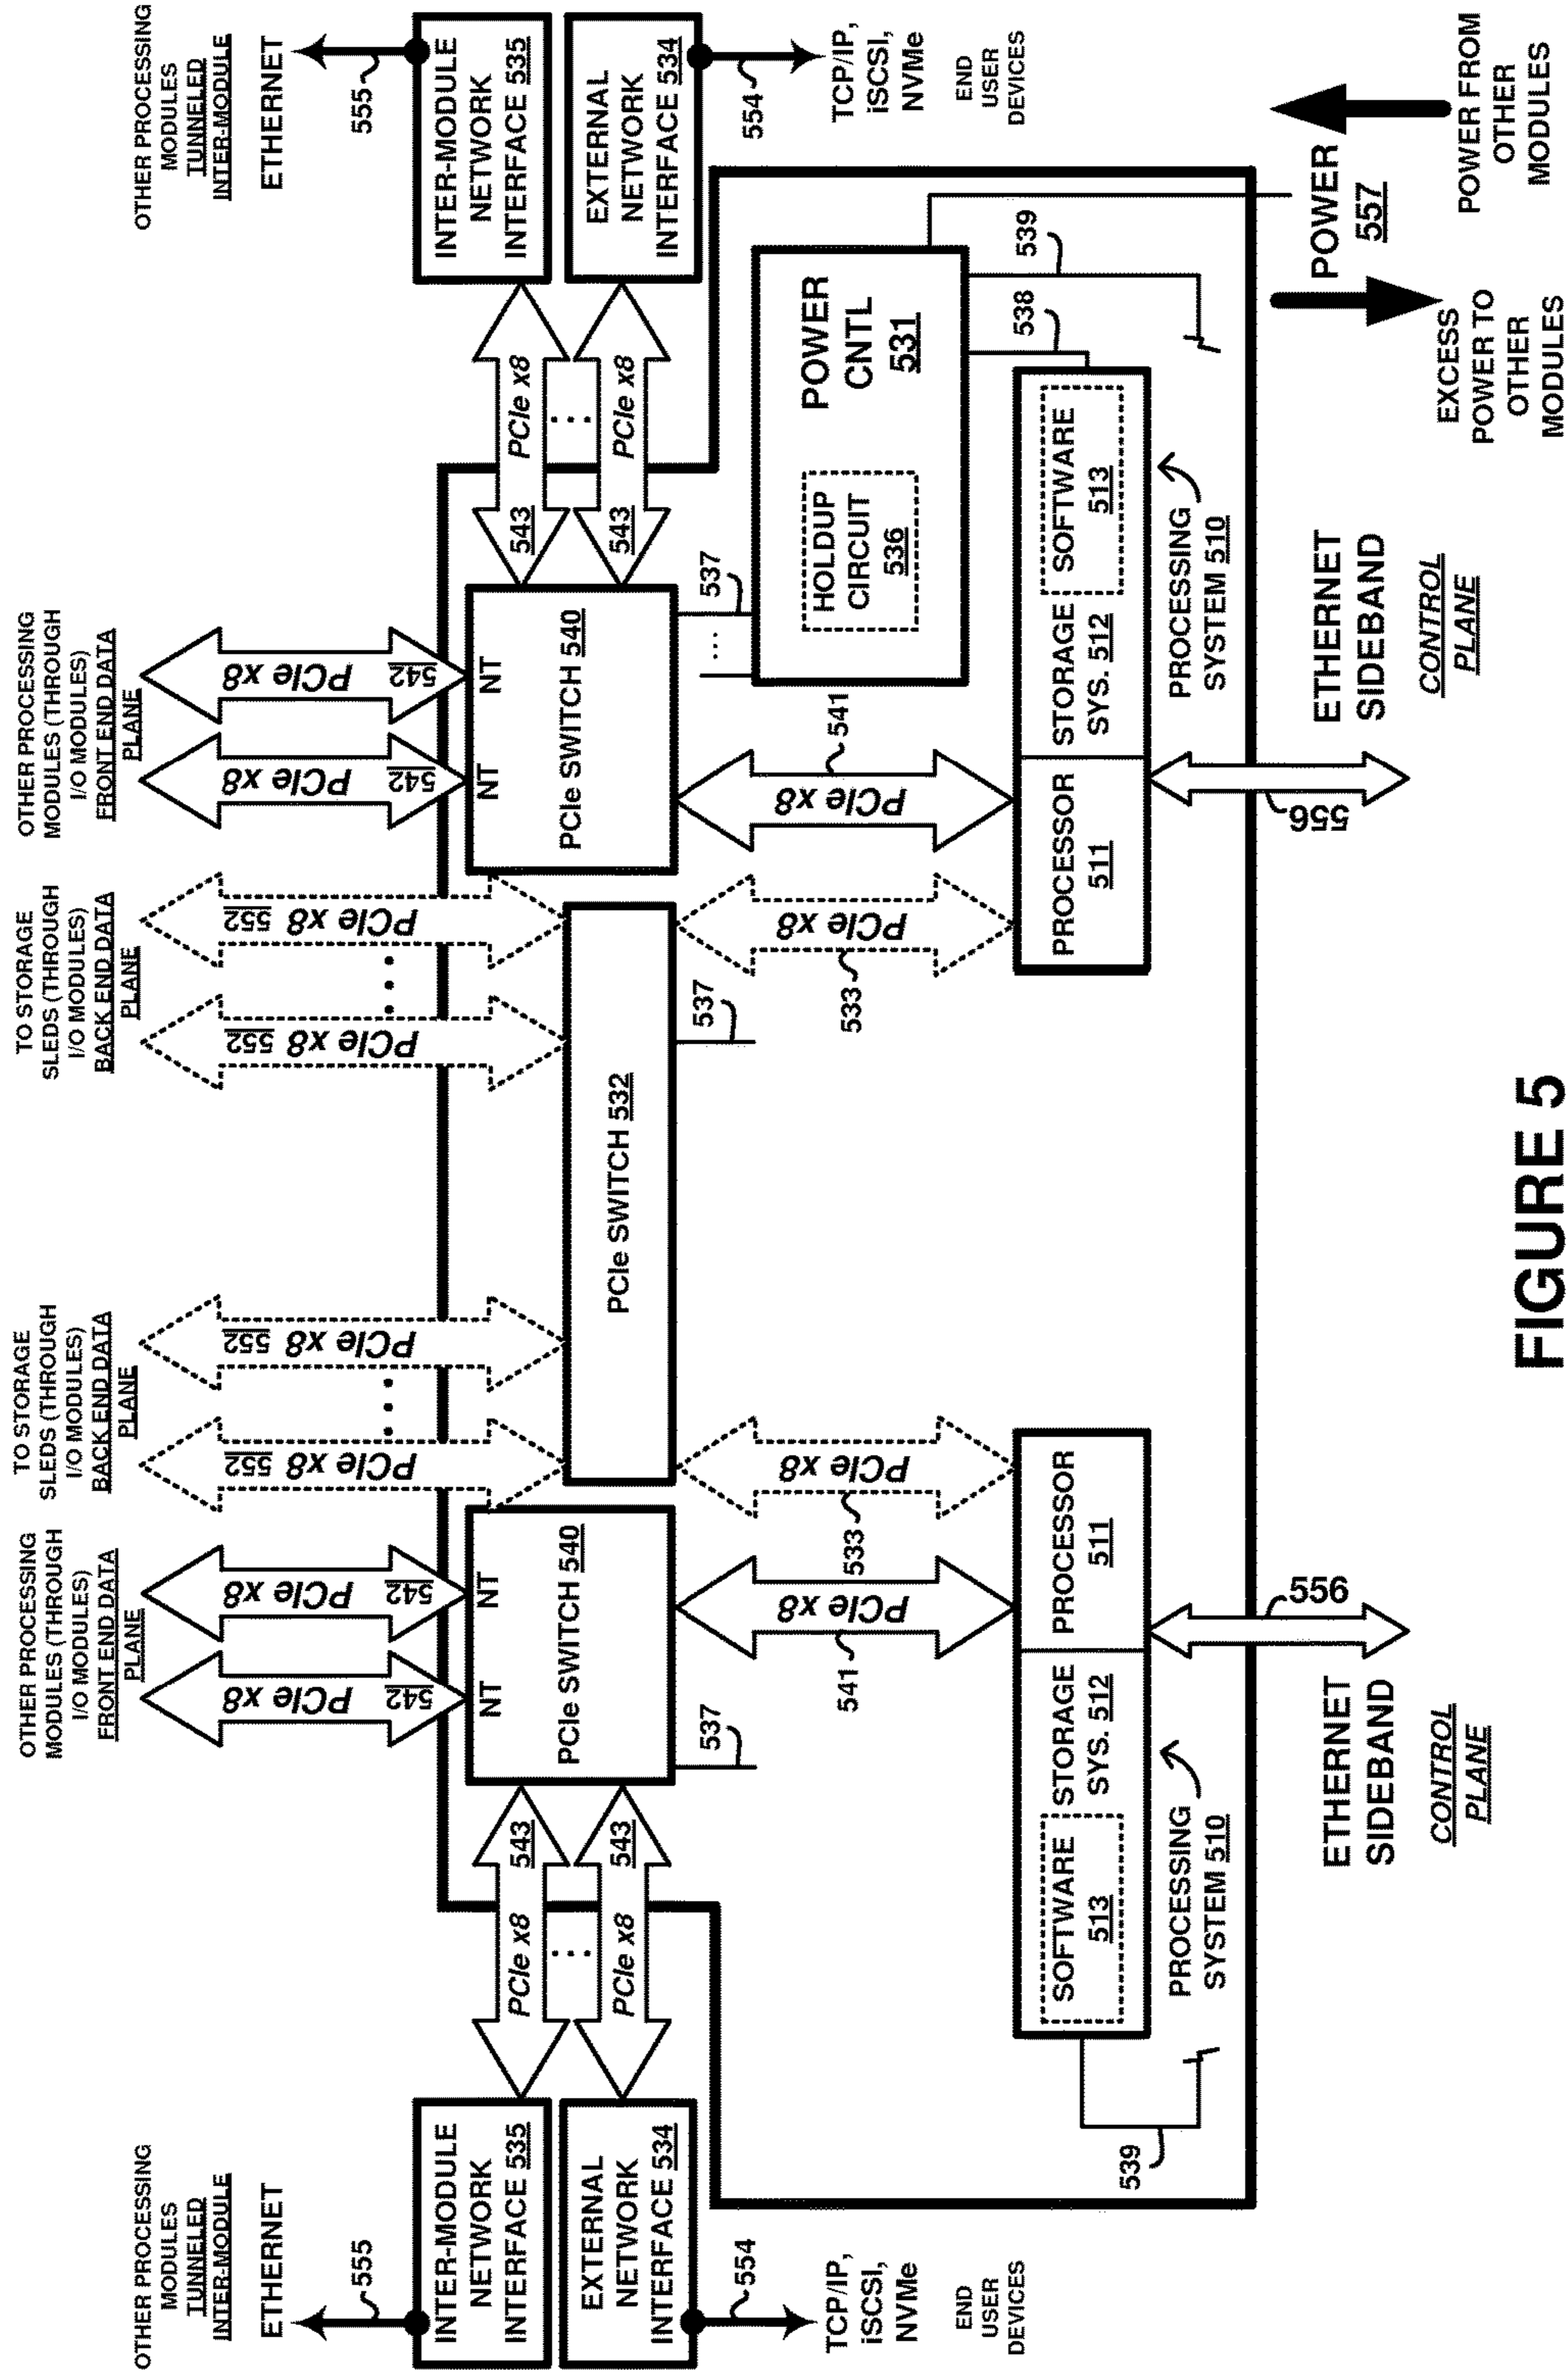 OTHER PROCESSING
MODULES
TUNNELED
INTER-MODULE
ETHERNET
555
INTER-MODULE
NETWORK
INTERFACE 535
EXTERNAL
NETWORK
INTERFACE 534
554
TCP/IP,
iSCSI,
NVMe
END
USER
DEVICES
PCIe x8
543
...
PCIe x8
543
OTHER PROCESSING
MODULES (THROUGH
I/O MODULES)
FRONT END DATA
PLANE
PCIe x8
542
PCIe x8
542
NT
NT
PCIe SWITCH 540
537
TO STORAGE
SLEDS (THROUGH
I/O MODULES)
BACK END DATA
PLANE
PCIe x8 552
...
PCIe x8 552
TO STORAGE
SLEDS (THROUGH
I/O MODULES)
BACK END DATA
PLANE
PCIe x8 552
...
PCIe x8 552
PCIe SWITCH 532
537
OTHER PROCESSING
MODULES (THROUGH
I/O MODULES)
FRONT END DATA
PLANE
PCIe x8
542
PCIe x8
542
NT
NT
PCIe SWITCH 540
...
537
543
PCIe x8
...
543
PCIe x8
OTHER PROCESSING
MODULES
TUNNELED
INTER-MODULE
ETHERNET
555
INTER-MODULE
NETWORK
INTERFACE 535
EXTERNAL
NETWORK
INTERFACE 534
554
TCP/IP,
iSCSI,
NVMe
END
USER
DEVICES
541
PCIe x8
533
PCIe x8
533
PCIe x8
541
PCIe x8
POWER
CNTL
531
HOLDUP
CIRCUIT
536
538
539
539
SOFTWARE
513
STORAGE
SYS. 512
PROCESSOR
511
PROCESSING
SYSTEM 510
PROCESSOR
511
STORAGE
SYS. 512
SOFTWARE
513
PROCESSING
SYSTEM 510
556
ETHERNET
SIDEBAND
CONTROL
PLANE
556
ETHERNET
SIDEBAND
CONTROL
PLANE
POWER
557
EXCESS
POWER TO
OTHER
MODULES
POWER FROM
OTHER
MODULES
FIGURE 5